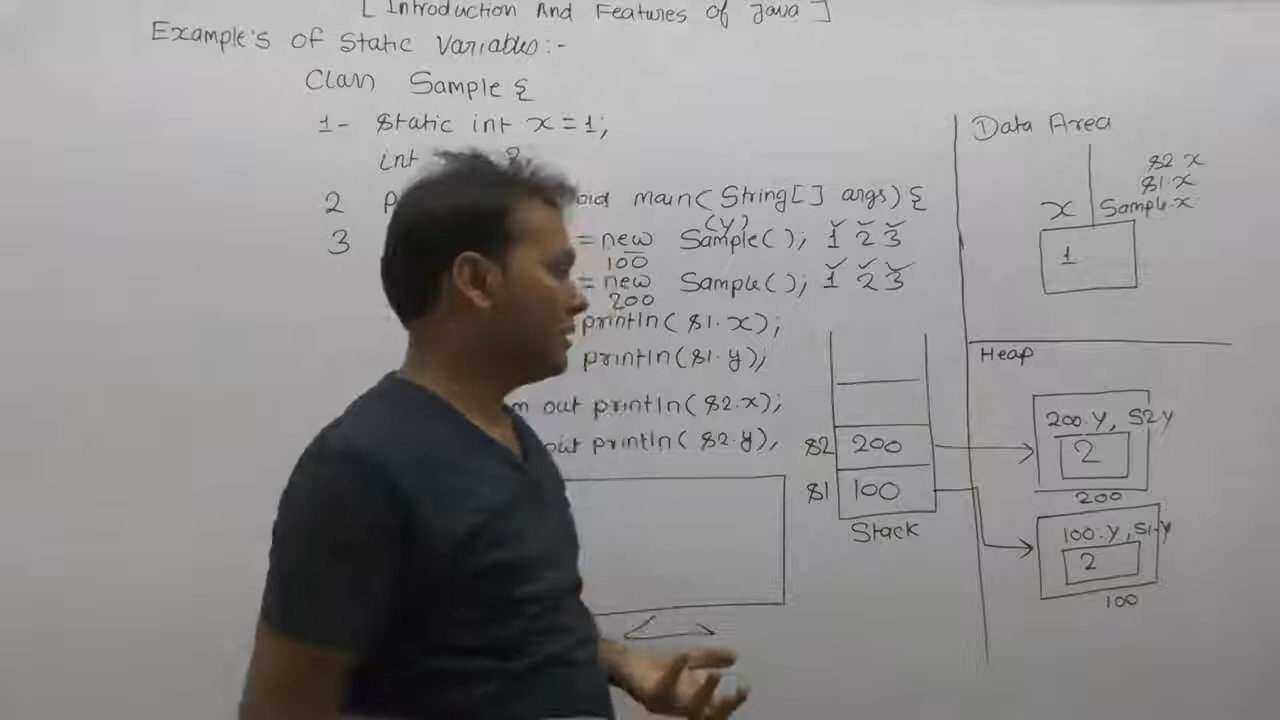 [ Introduction And Features Of Java ]
Example's Of Static Variables:-
Class Sample {
1- Static int x = 1;
int
2 void main( String[] args) {
(y)
3 = new Sample( ); 1 2 3
100
= new Sample( ); 1 2 3
200
println( S1. x);
println( S1. y);
out println( S2. x);
out println( S2. y),
S2 200
S1 100
Stack
Data Area
S2 x
S1. x
x Sample. x
1
Heap
200. y, S2 y
2
200
100. y, S1. y
2
100